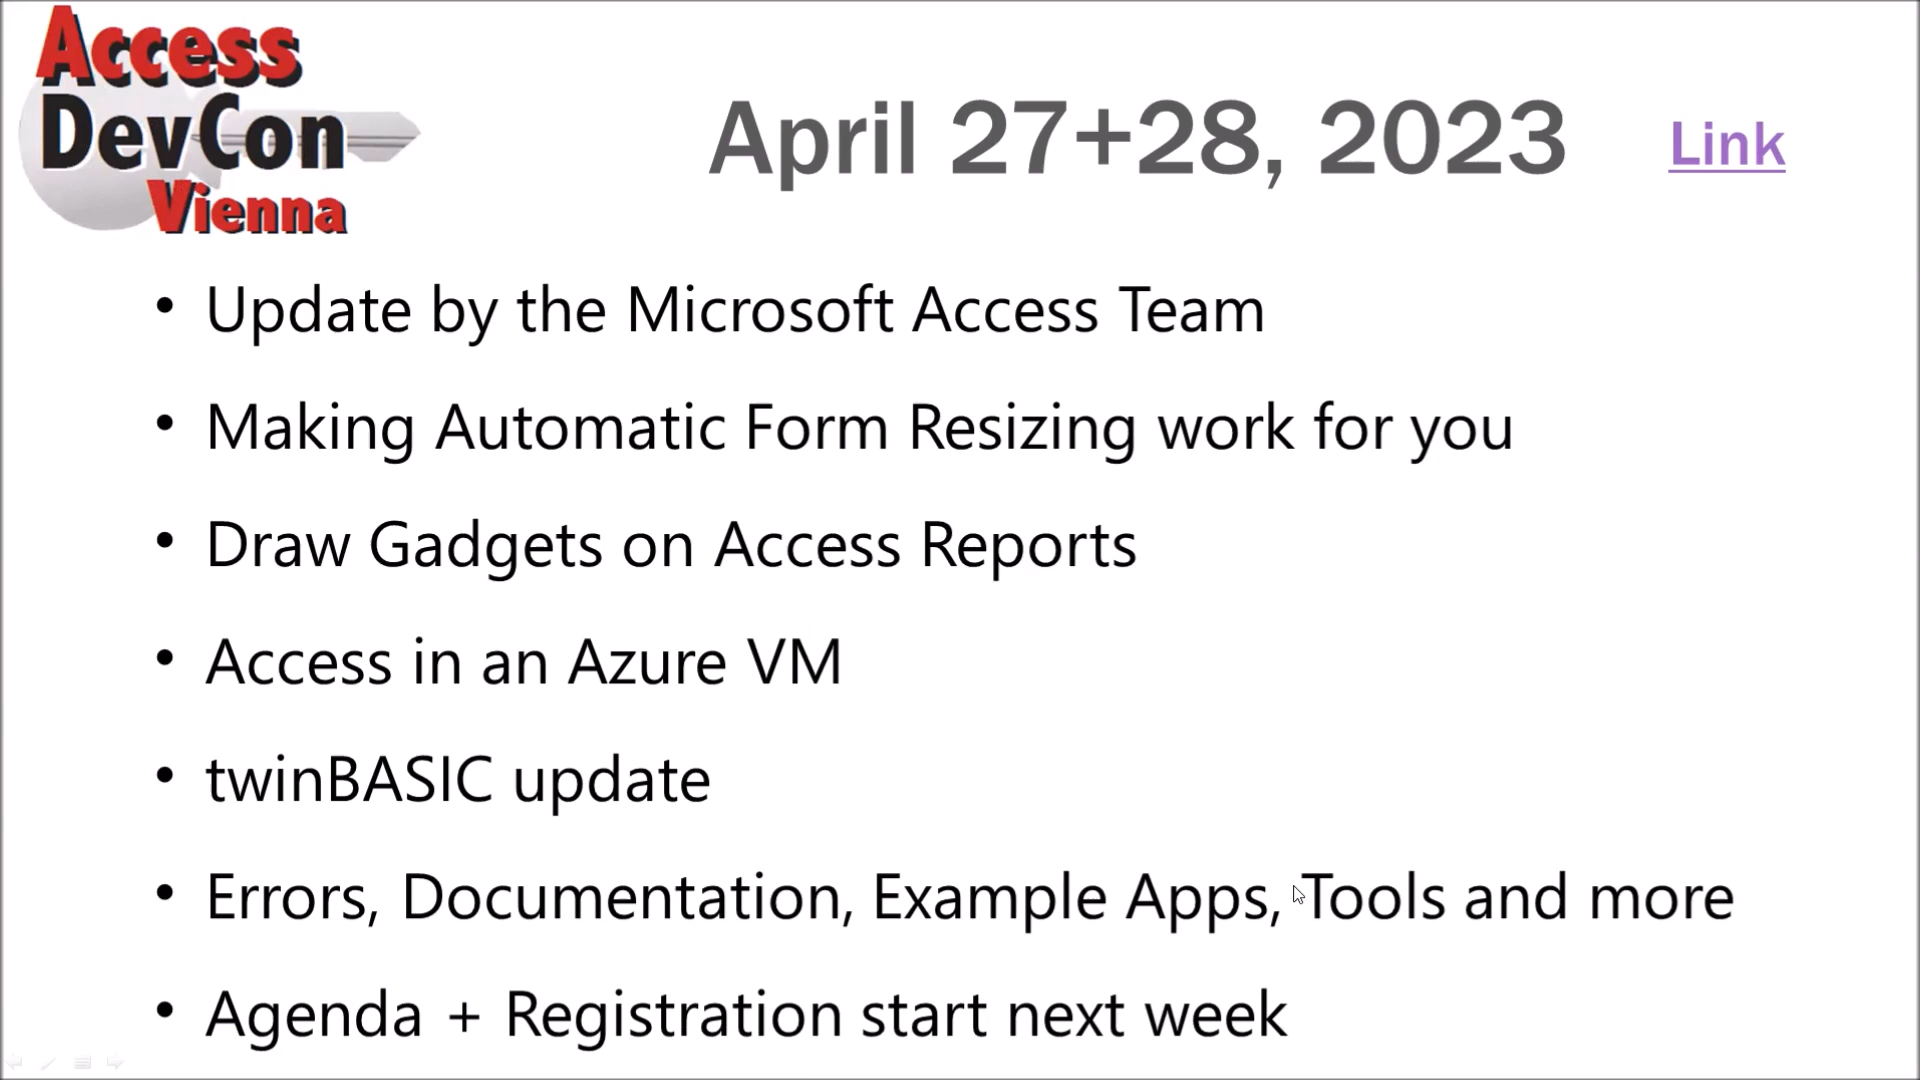 Access
DevCon
Vienna
April 27+28, 2023
Link
• Update by the Microsoft Access Team
• Making Automatic Form Resizing work for you
• Draw Gadgets on Access Reports
• Access in an Azure VM
• twinBASIC update
• Errors, Documentation, Example Apps, Tools and more
• Agenda + Registration start next week